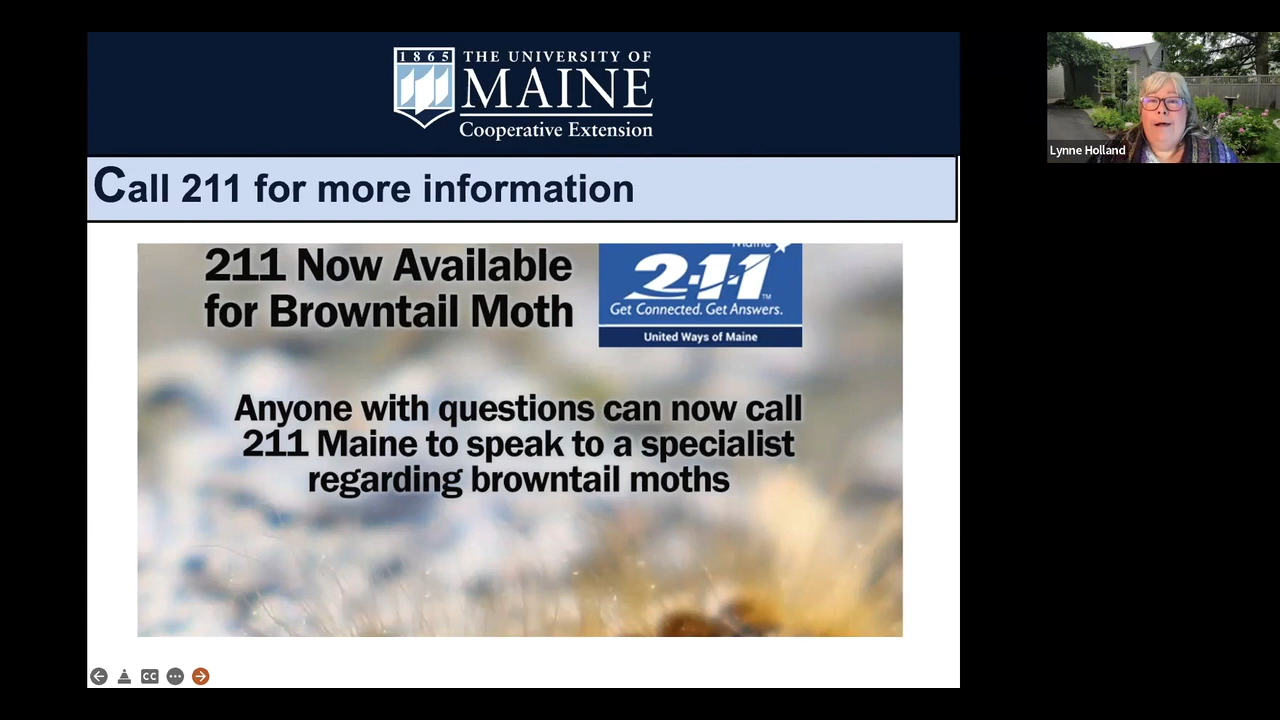 1865
THE UNIVERSITY OF
MAINE
Cooperative Extension
Call 211 for more information
211 Now Available
for Browntail Moth
Maine
2-1-1
TM
Get Connected. Get Answers.
United Ways of Maine
Anyone with questions can now call
211 Maine to speak to a specialist
regarding browntail moths
CC
Lynne Holland